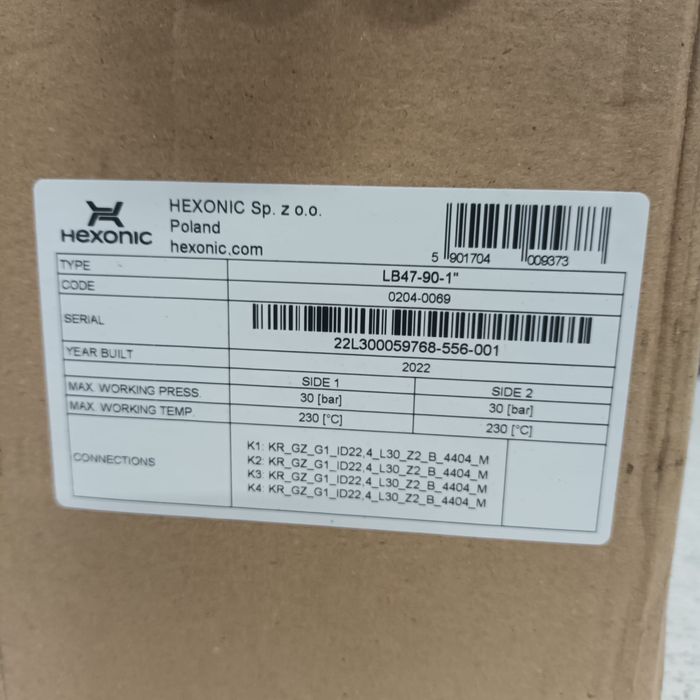 HEXONIC
HEXONIC Sp. z o.o.
Poland
hexonic.com
5 901704 009373
TYPE LB47-90-1"
CODE 0204-0069
SERIAL
22L300059768-556-001
YEAR BUILT 2022
SIDE 1 SIDE 2
MAX. WORKING PRESS. 30 [bar] 30 [bar]
MAX. WORKING TEMP. 230 [°C] 230 [°C]
CONNECTIONS
K1: KR_GZ_G1_ID22,4_L30_Z2_B_4404_M
K2: KR_GZ_G1_ID22,4_L30_Z2_B_4404_M
K3: KR_GZ_G1_ID22,4_L30_Z2_B_4404_M
K4: KR_GZ_G1_ID22,4_L30_Z2_B_4404_M